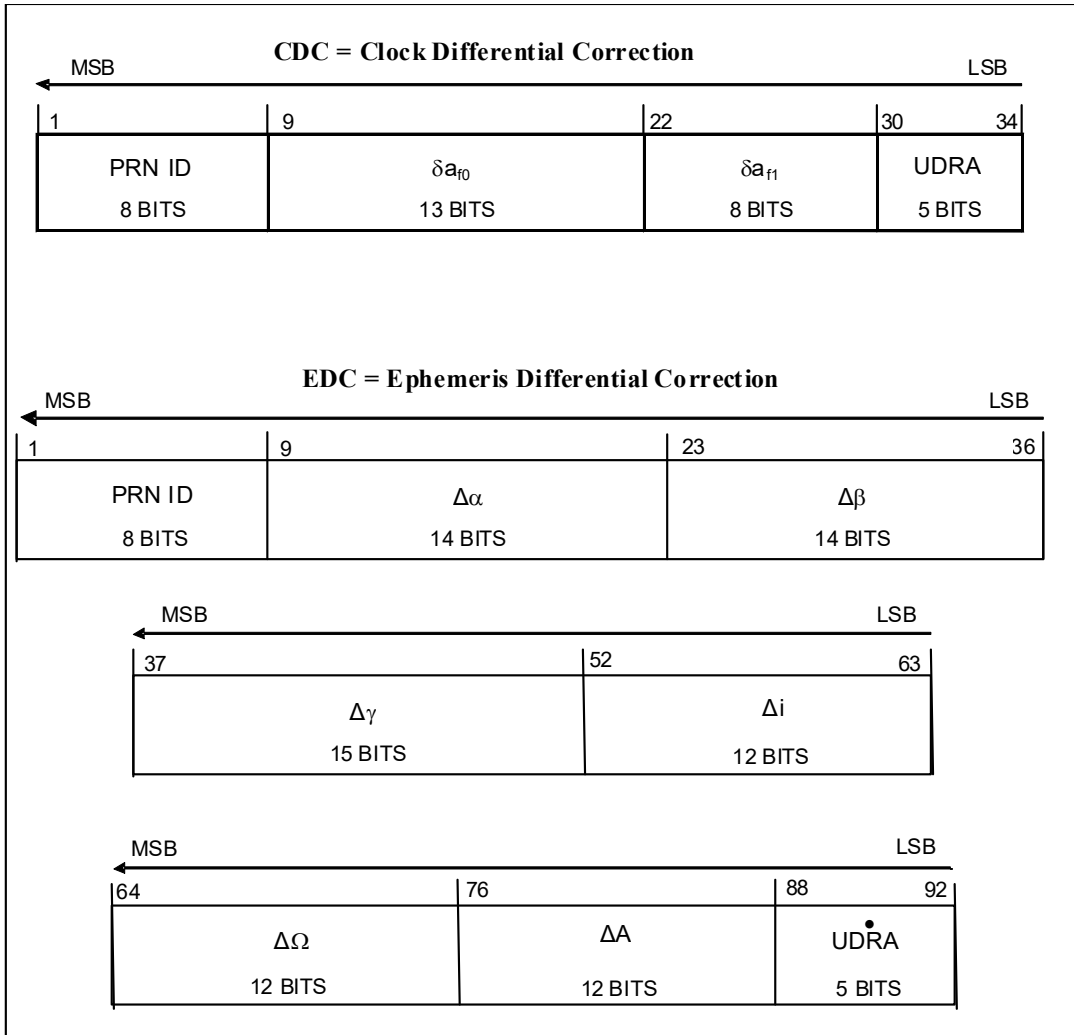 CDC = Clock Differential Correction
MSB LSB
1 9 22 30 34
PRN ID δaf0 δaf1 UDRA
8 BITS 13 BITS 8 BITS 5 BITS
EDC = Ephemeris Differential Correction
MSB LSB
1 9 23 36
PRN ID Δα Δβ
8 BITS 14 BITS 14 BITS
MSB LSB
37 52 63
Δγ Δi
15 BITS 12 BITS
MSB LSB
64 76 88 92
ΔΩ ΔA UDṘA
12 BITS 12 BITS 5 BITS